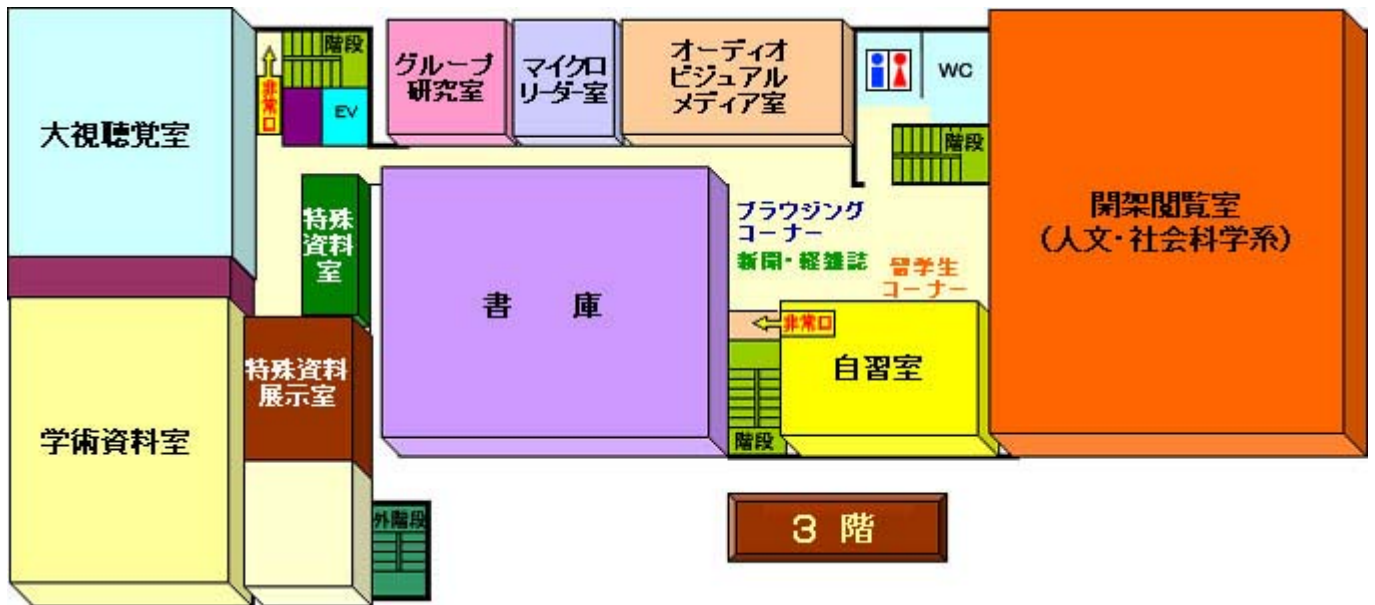 階段
非常口
EV
グループ
研究室
マイクロ
リーダー室
オーディオ
ビジュアル
メディア室
WC
階段
大視聴覚室
特殊
資料
室
書 庫
ブラウジング
コーナー
新聞・軽雑誌
留学生
コーナー
開架閲覧室
(人文・社会科学系)
非常口
自習室
階段
特殊資料
展示室
学術資料室
外階段
3 階